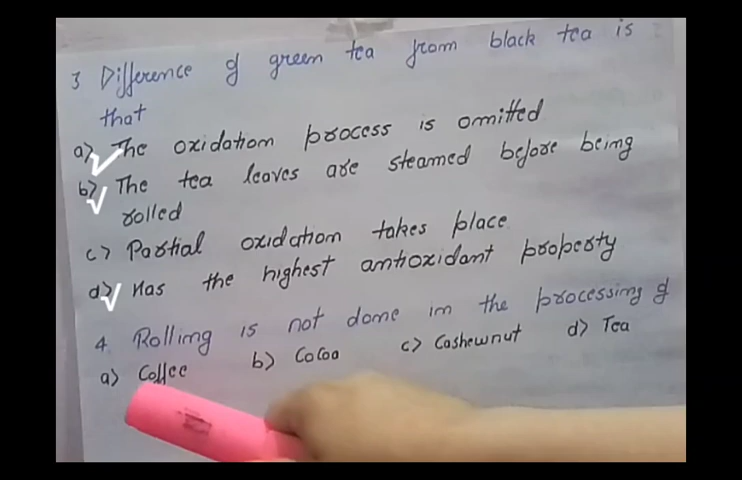 3 Difference of green tea from black tea is
that
a) The oxidation process is omitted
b) The tea leaves are steamed before being
rolled
c) Partial oxidation takes place
d) Has the highest antioxidant property
4. Rolling is not done in the processing of
a) Coffee b) Cocoa c) Cashewnut d) Tea